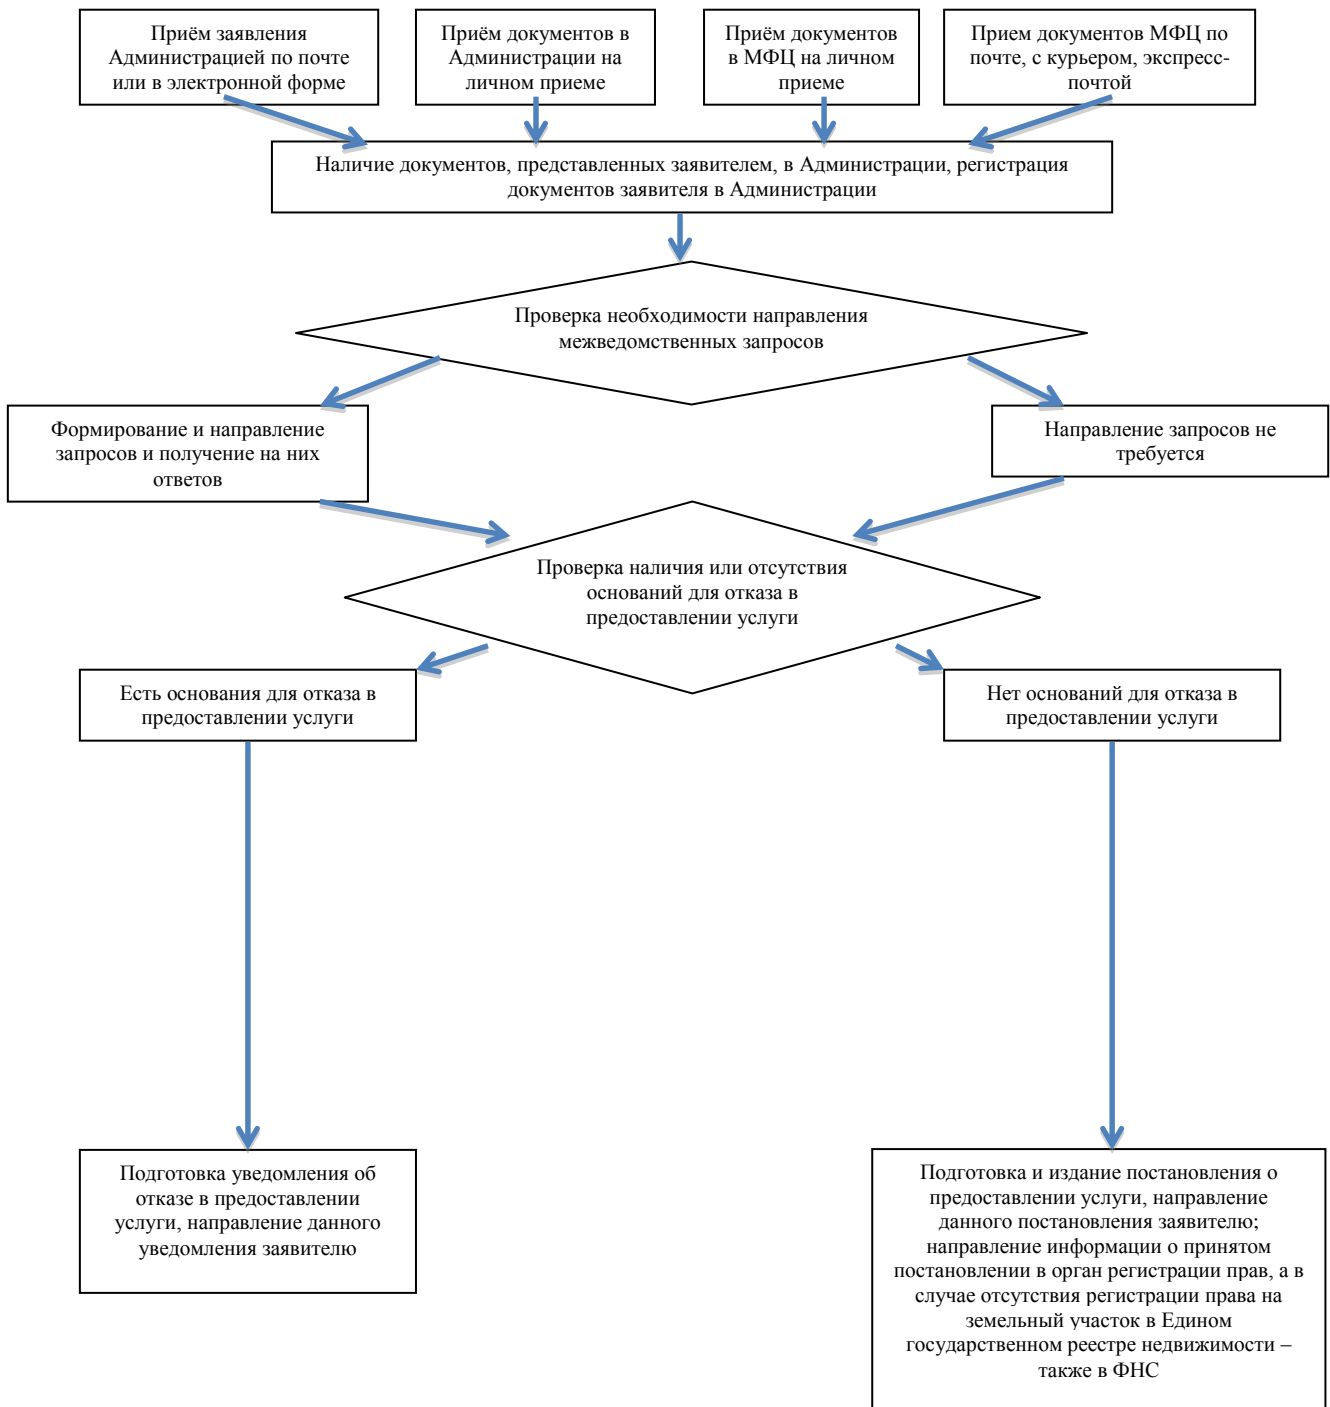 Приём заявления
Администрацией по почте
или в электронной форме
Приём документов в
Администрации на
личном приеме
Приём документов
в МФЦ на личном
приеме
Прием документов МФЦ по
почте, с курьером, экспресс-
почтой
Наличие документов, представленных заявителем, в Администрации, регистрация
документов заявителя в Администрации
Проверка необходимости направления
межведомственных запросов
Формирование и направление
запросов и получение на них
ответов
Направление запросов не
требуется
Проверка наличия или отсутствия
оснований для отказа в
предоставлении услуги
Есть основания для отказа в
предоставлении услуги
Нет оснований для отказа в
предоставлении услуги
Подготовка уведомления об
отказе в предоставлении
услуги, направление данного
уведомления заявителю
Подготовка и издание постановления о
предоставлении услуги, направление
данного постановления заявителю;
направление информации о принятом
постановлении в орган регистрации прав, а в
случае отсутствия регистрации права на
земельный участок в Едином
государственном реестре недвижимости –
также в ФНС